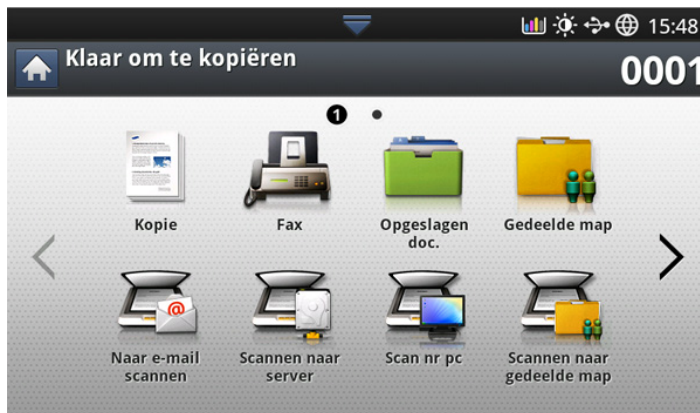 15:48
Klaar om te kopiëren
0001
1
Kopie
Fax
Opgeslagen
doc.
Gedeelde map
Naar e-mail
scannen
Scannen naar
server
Scan nr pc
Scannen naar
gedeelde map